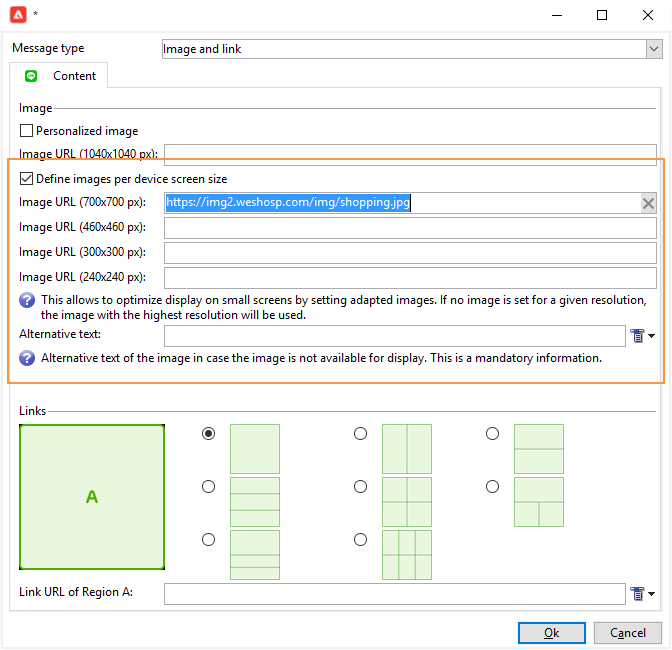 *
Message type
Image and link
Content
Image
Personalized image
Image URL (1040x1040 px):
Define images per device screen size
Image URL (700x700 px):
https://img2.weshosp.com/img/shopping.jpg
Image URL (460x460 px):
Image URL (300x300 px):
Image URL (240x240 px):
? This allows to optimize display on small screens by setting adapted images. If no image is set for a given resolution,
the image with the highest resolution will be used.
Alternative text:
? Alternative text of the image in case the image is not available for display. This is a mandatory information.
Links
A
Link URL of Region A:
Ok
Cancel